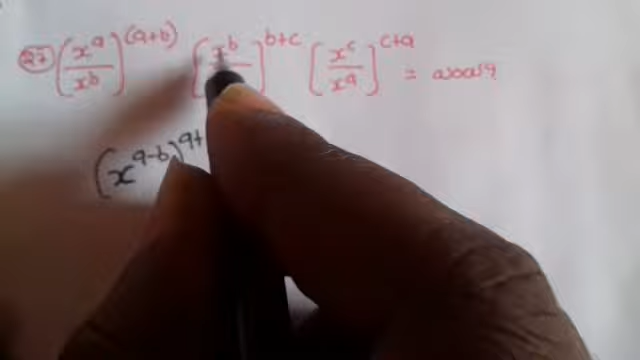 27) (x^a/x^b)^(a+b) [x^b/]^b+c [x^c/x^a]^c+a =
(x^a-b)^a+